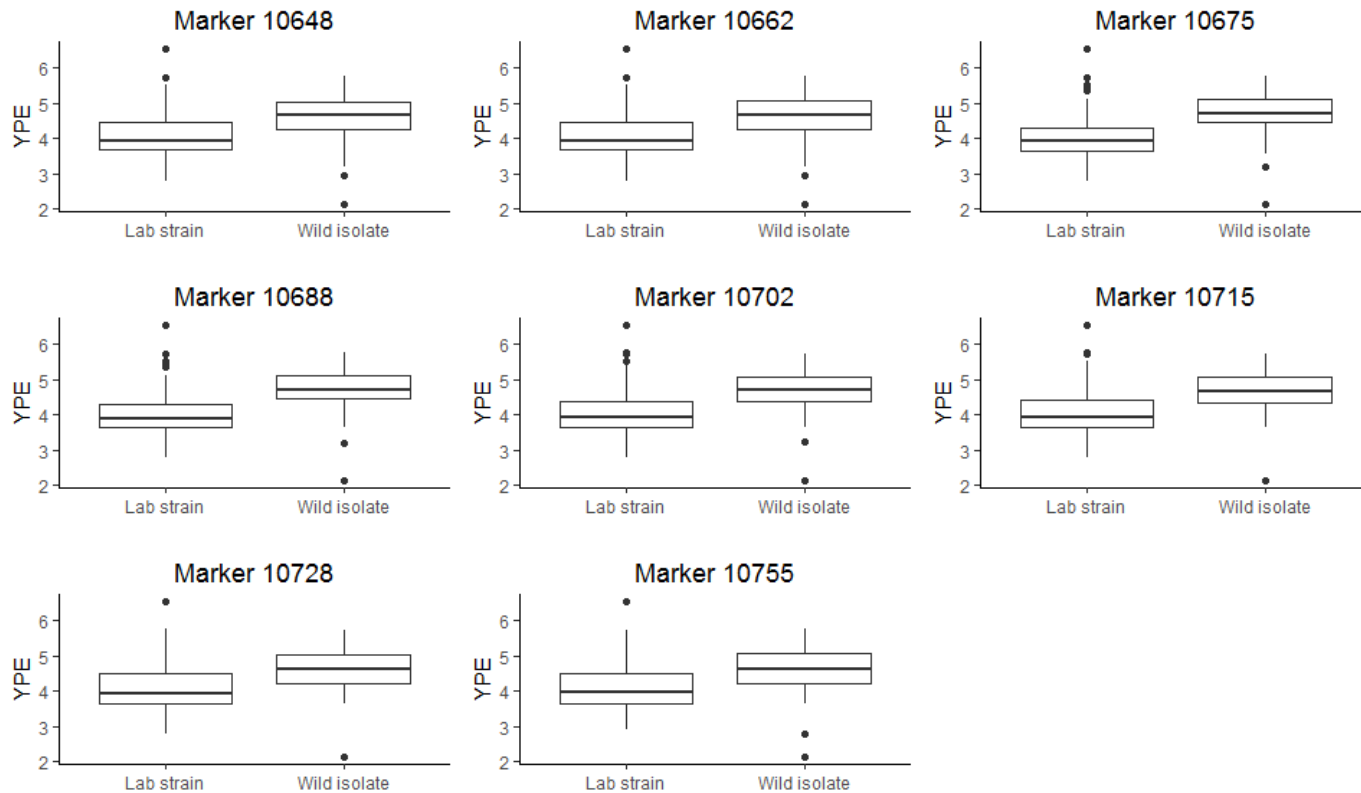 Marker 10648
YPE
6
5
4
3
2
Lab strain
Wild isolate
Marker 10662
YPE
6
5
4
3
2
Lab strain
Wild isolate
Marker 10675
YPE
6
5
4
3
2
Lab strain
Wild isolate
Marker 10688
YPE
6
5
4
3
2
Lab strain
Wild isolate
Marker 10702
YPE
6
5
4
3
2
Lab strain
Wild isolate
Marker 10715
YPE
6
5
4
3
2
Lab strain
Wild isolate
Marker 10728
YPE
6
5
4
3
2
Lab strain
Wild isolate
Marker 10755
YPE
6
5
4
3
2
Lab strain
Wild isolate